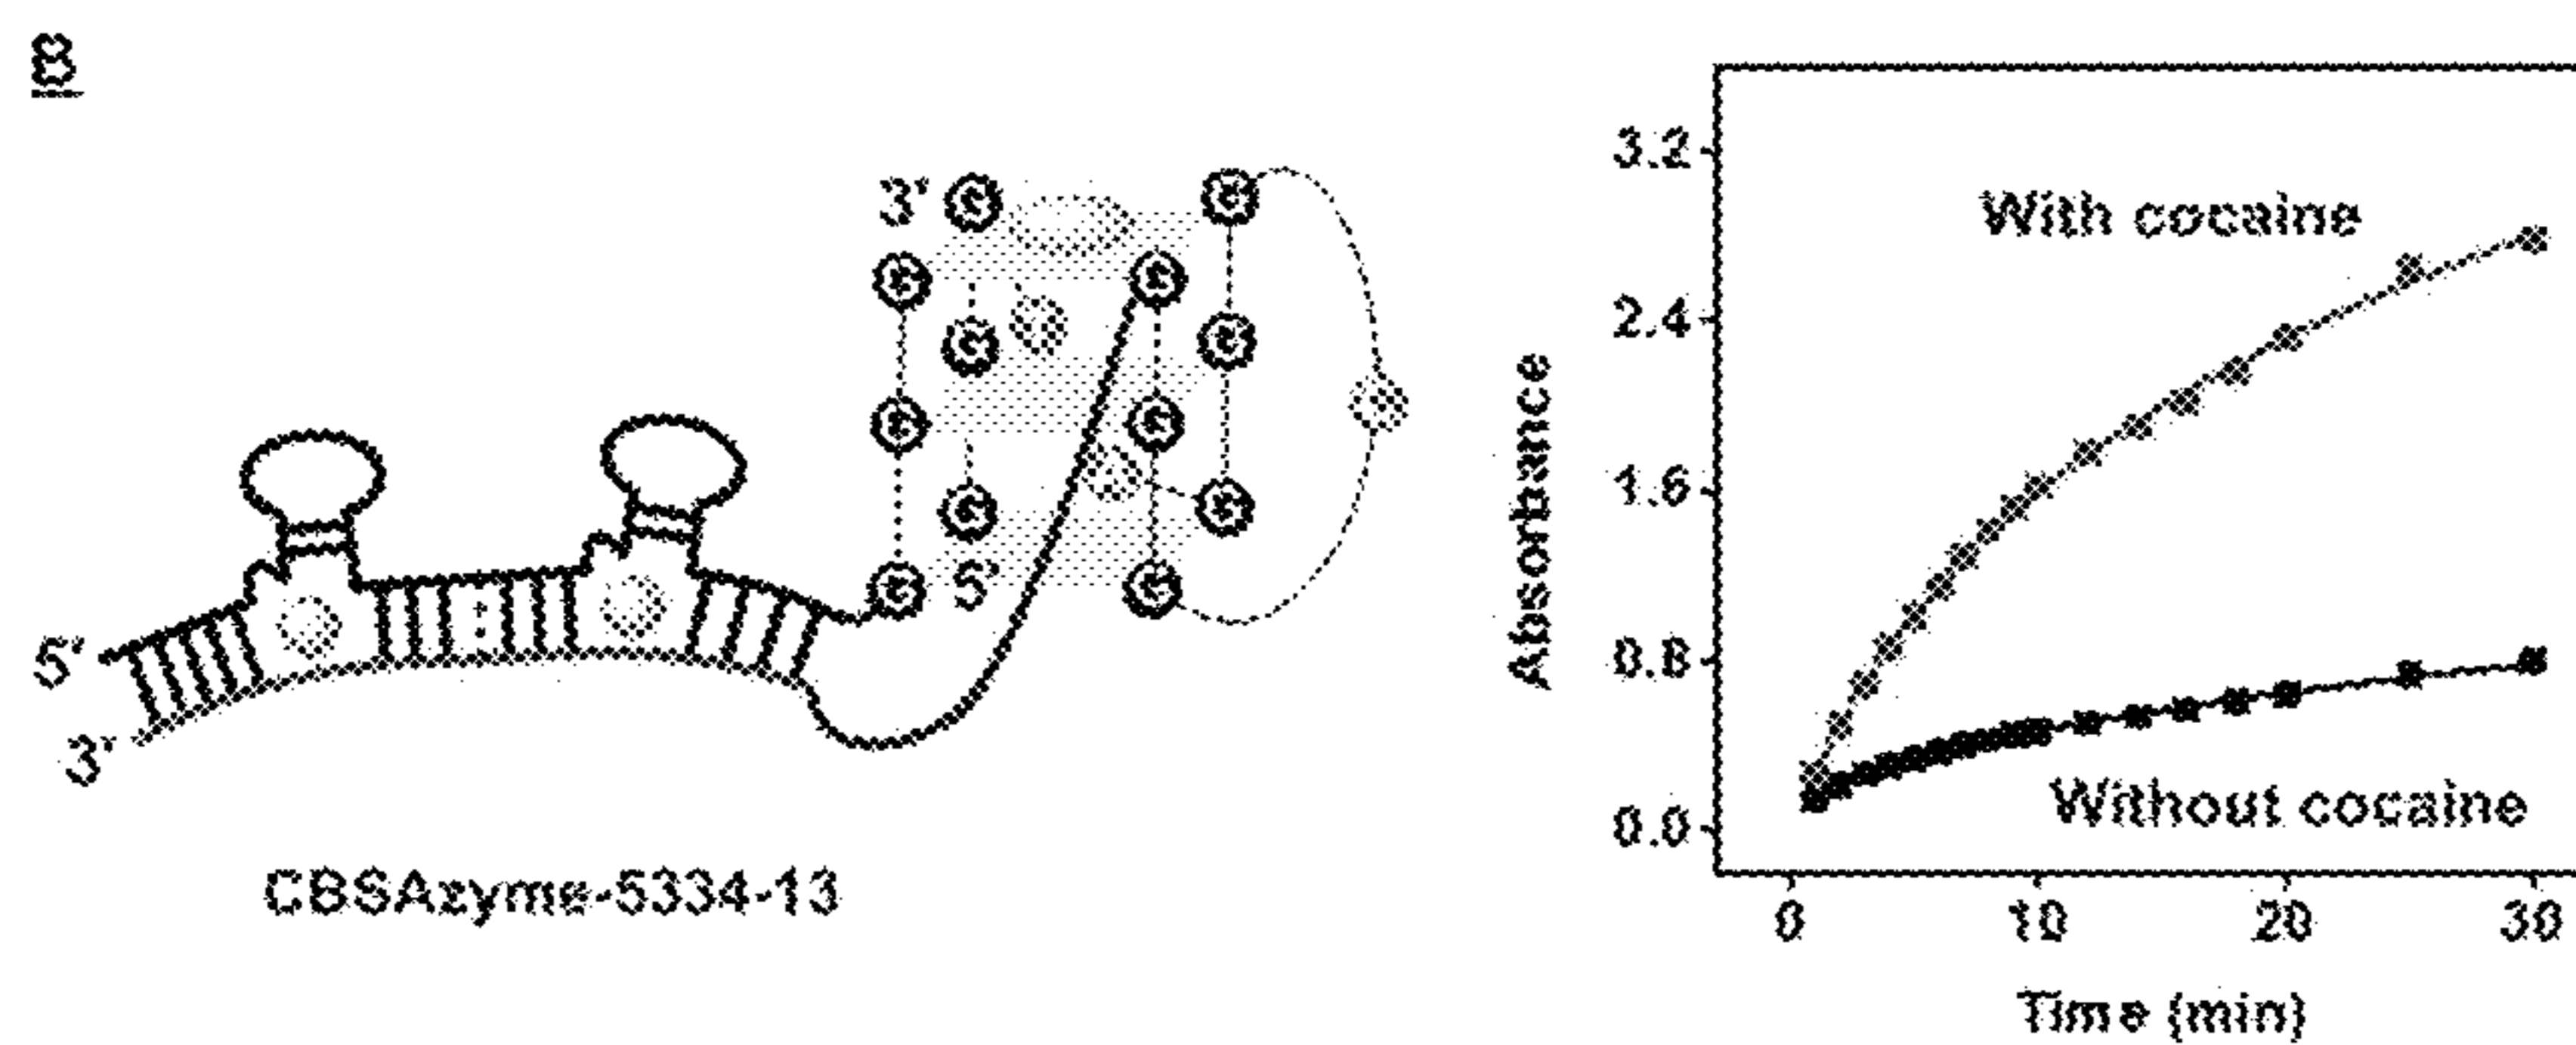 B
3'
5'
5'
3'
CBSAzyme-5334-13
3.2
2.4
1.6
0.8
0.0
Absorbance
With cocaine
Without cocaine
0 10 20 30
Time (min)